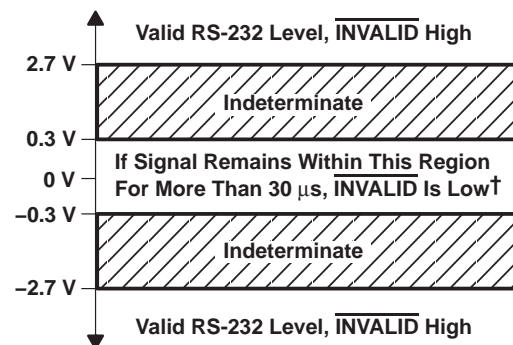 Valid RS-232 Level, INVALID High
2.7 V
Indeterminate
0.3 V
If Signal Remains Within This Region
0 V
For More Than 30 μs, INVALID Is Low†
−0.3 V
Indeterminate
−2.7 V
Valid RS-232 Level, INVALID High